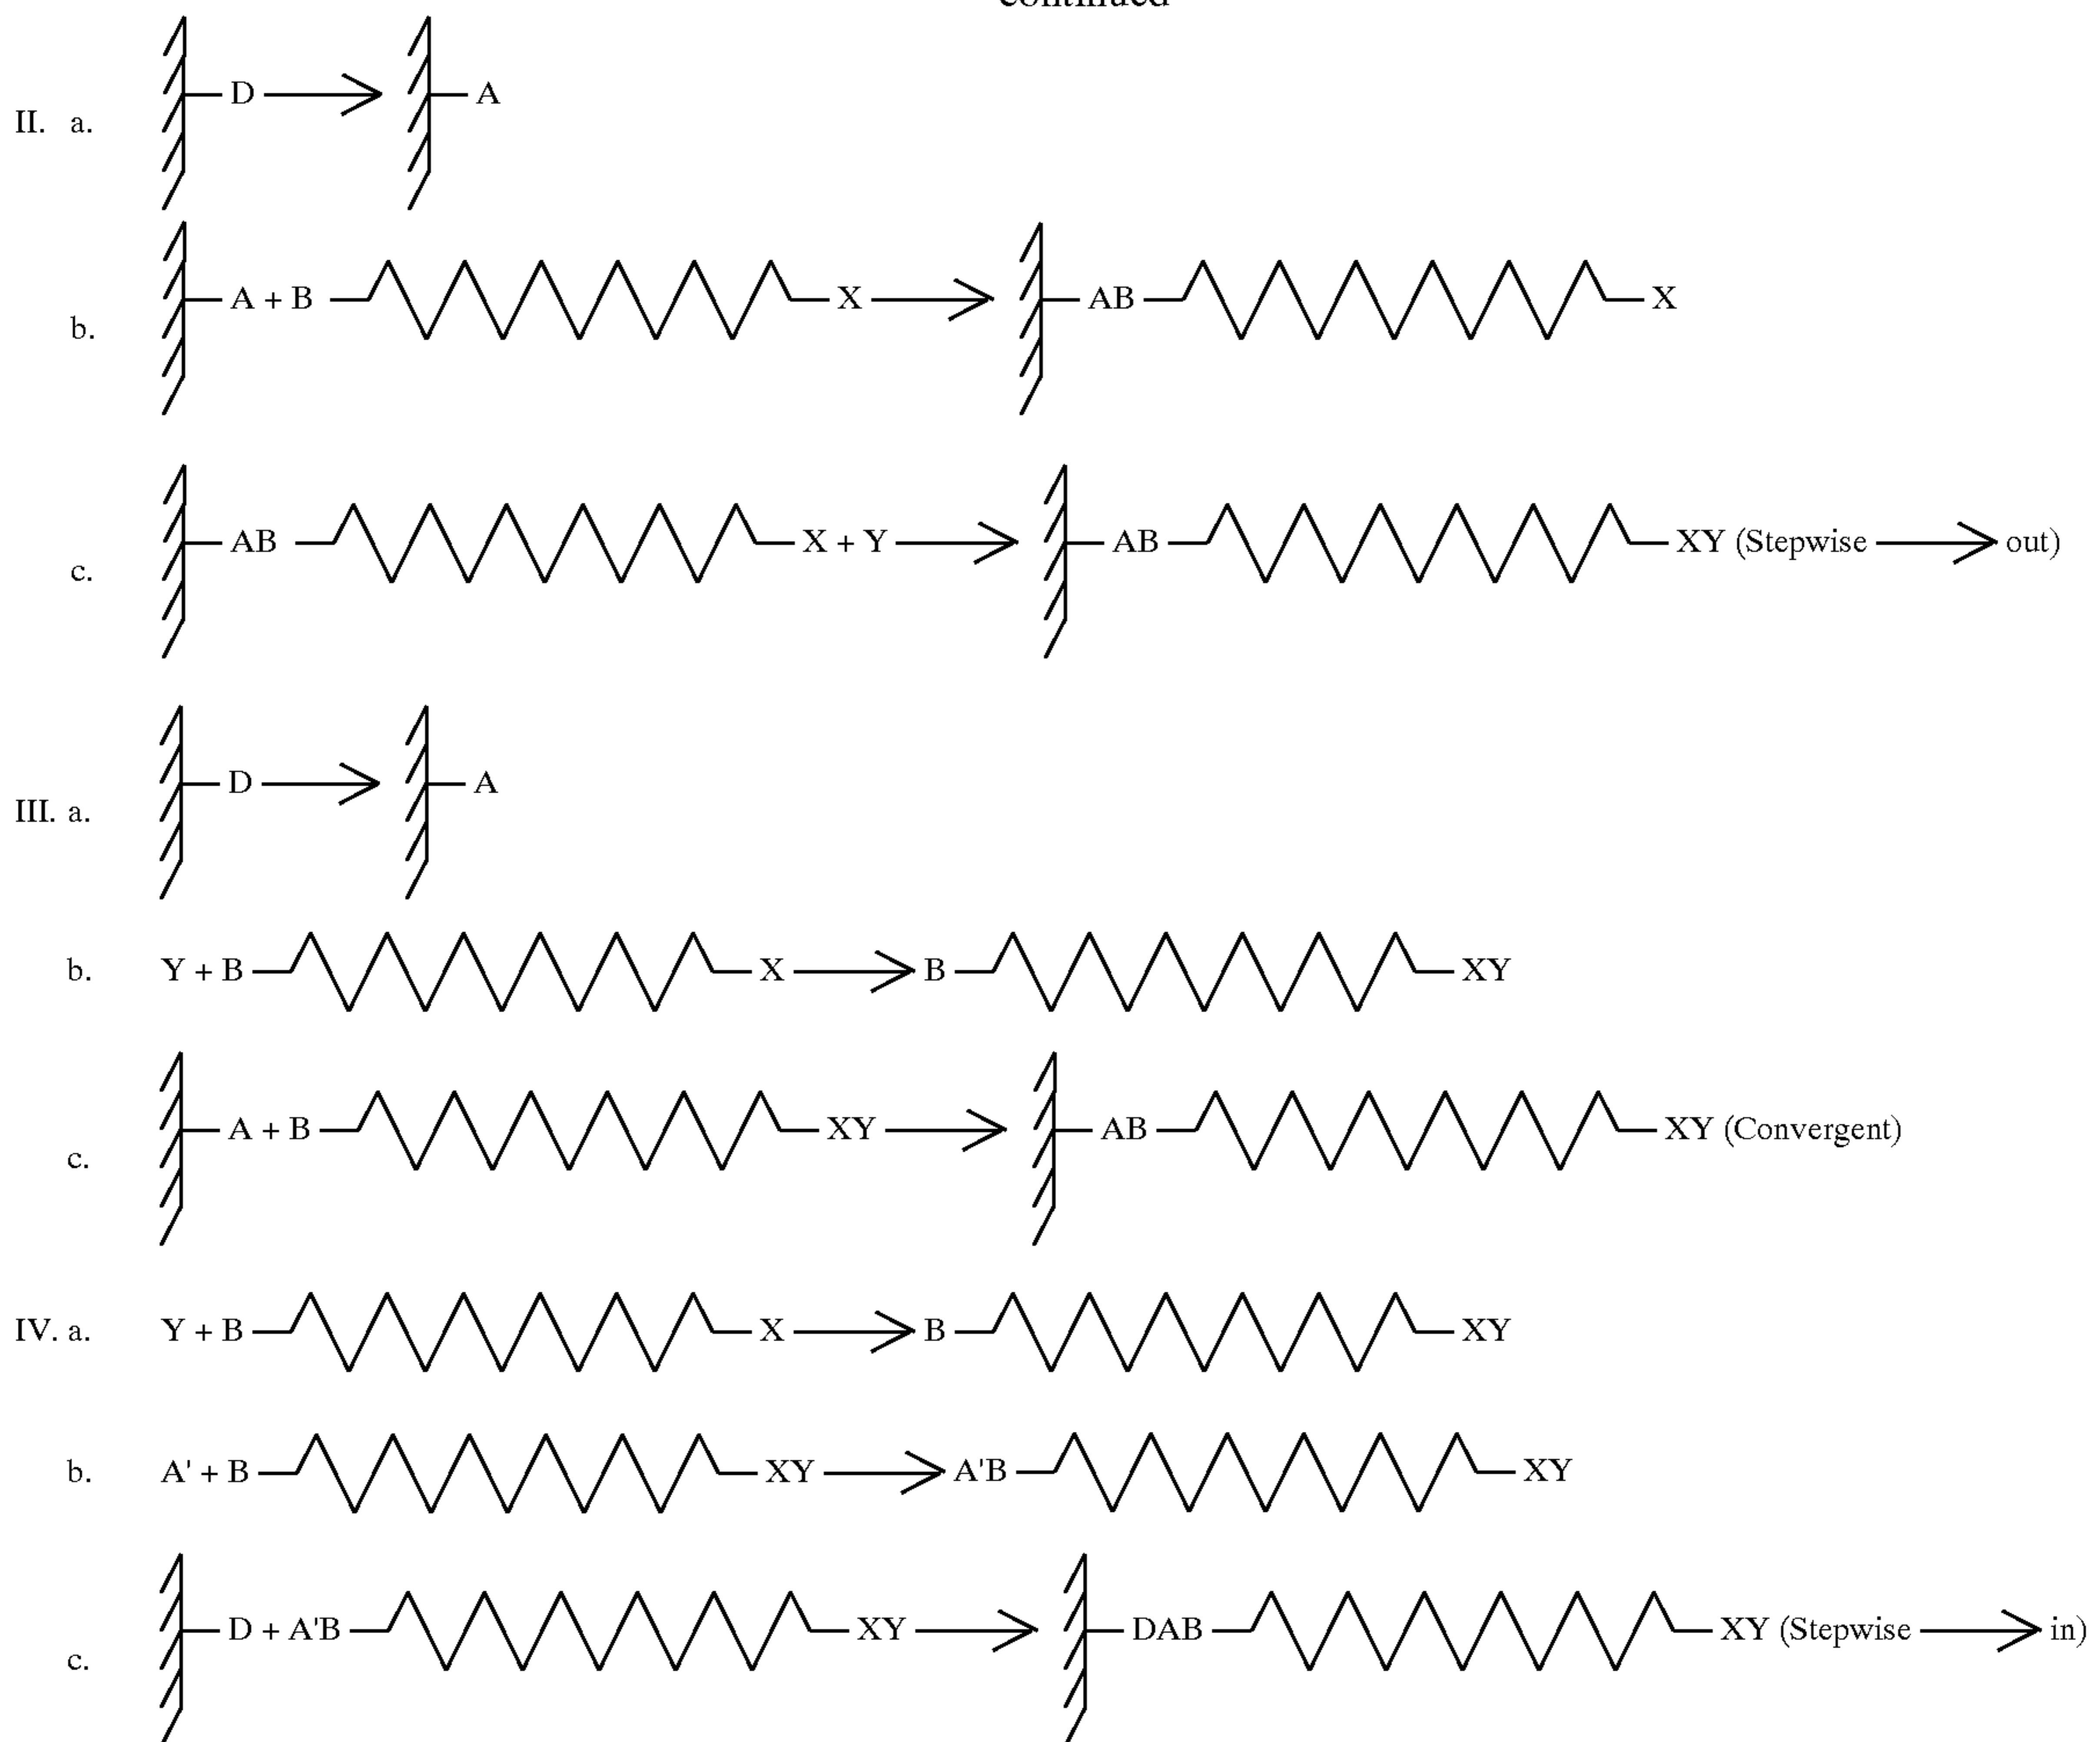 continued
II. a. D A
b. A + B X AB X
c. AB X + Y AB XY (Stepwise out)
III. a. D A
b. Y + B X B XY
c. A + B XY AB XY (Convergent)
IV. a. Y + B X B XY
b. A' + B XY A'B XY
c. D + A'B XY DAB XY (Stepwise in)